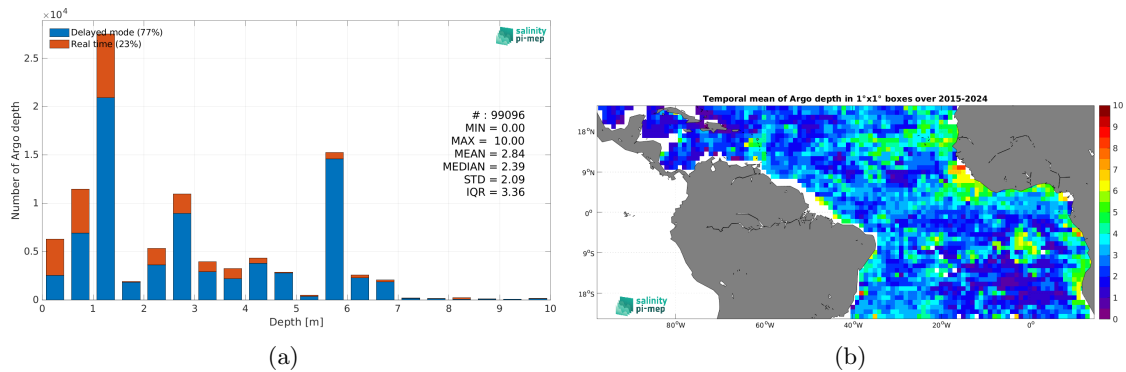 ×10⁴
Delayed mode (77%)
Real time (23%)
salinity
pi-mep
2.5
2
1.5
1
0.5
0
Number of Argo depth
# : 99096
MIN = 0.00
MAX = 10.00
MEAN = 2.84
MEDIAN = 2.39
STD = 2.09
IQR = 3.36
0 1 2 3 4 5 6 7 8 9 10
Depth [m]
(a)
Temporal mean of Argo depth in 1°x1° boxes over 2015-2024
18°N
9°N
0°
9°S
18°S
80°W 60°W 40°W 20°W 0°
10
9
8
7
6
5
4
3
2
1
0
salinity
pi-mep
(b)